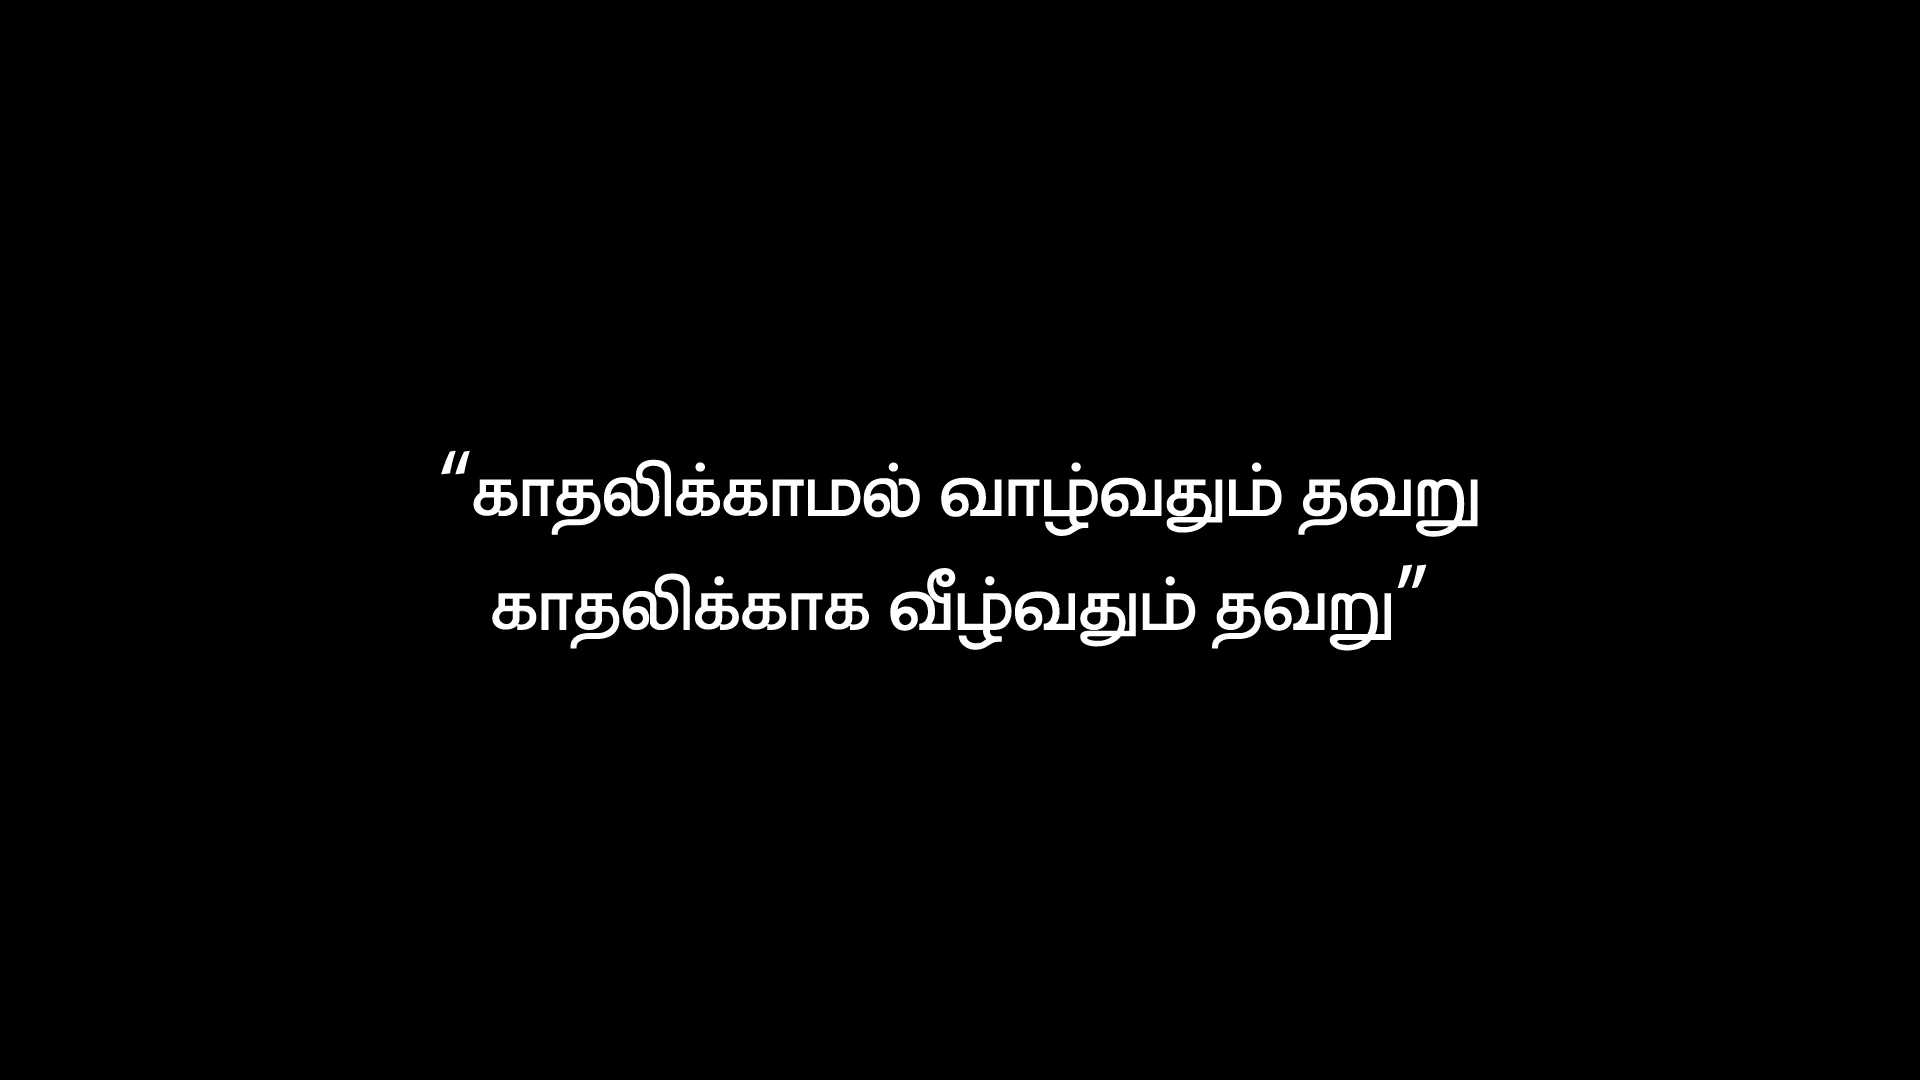 “காதலிக்காமல் வாழ்வதும் தவறு
காதலிக்காக வீழ்வதும் தவறு”